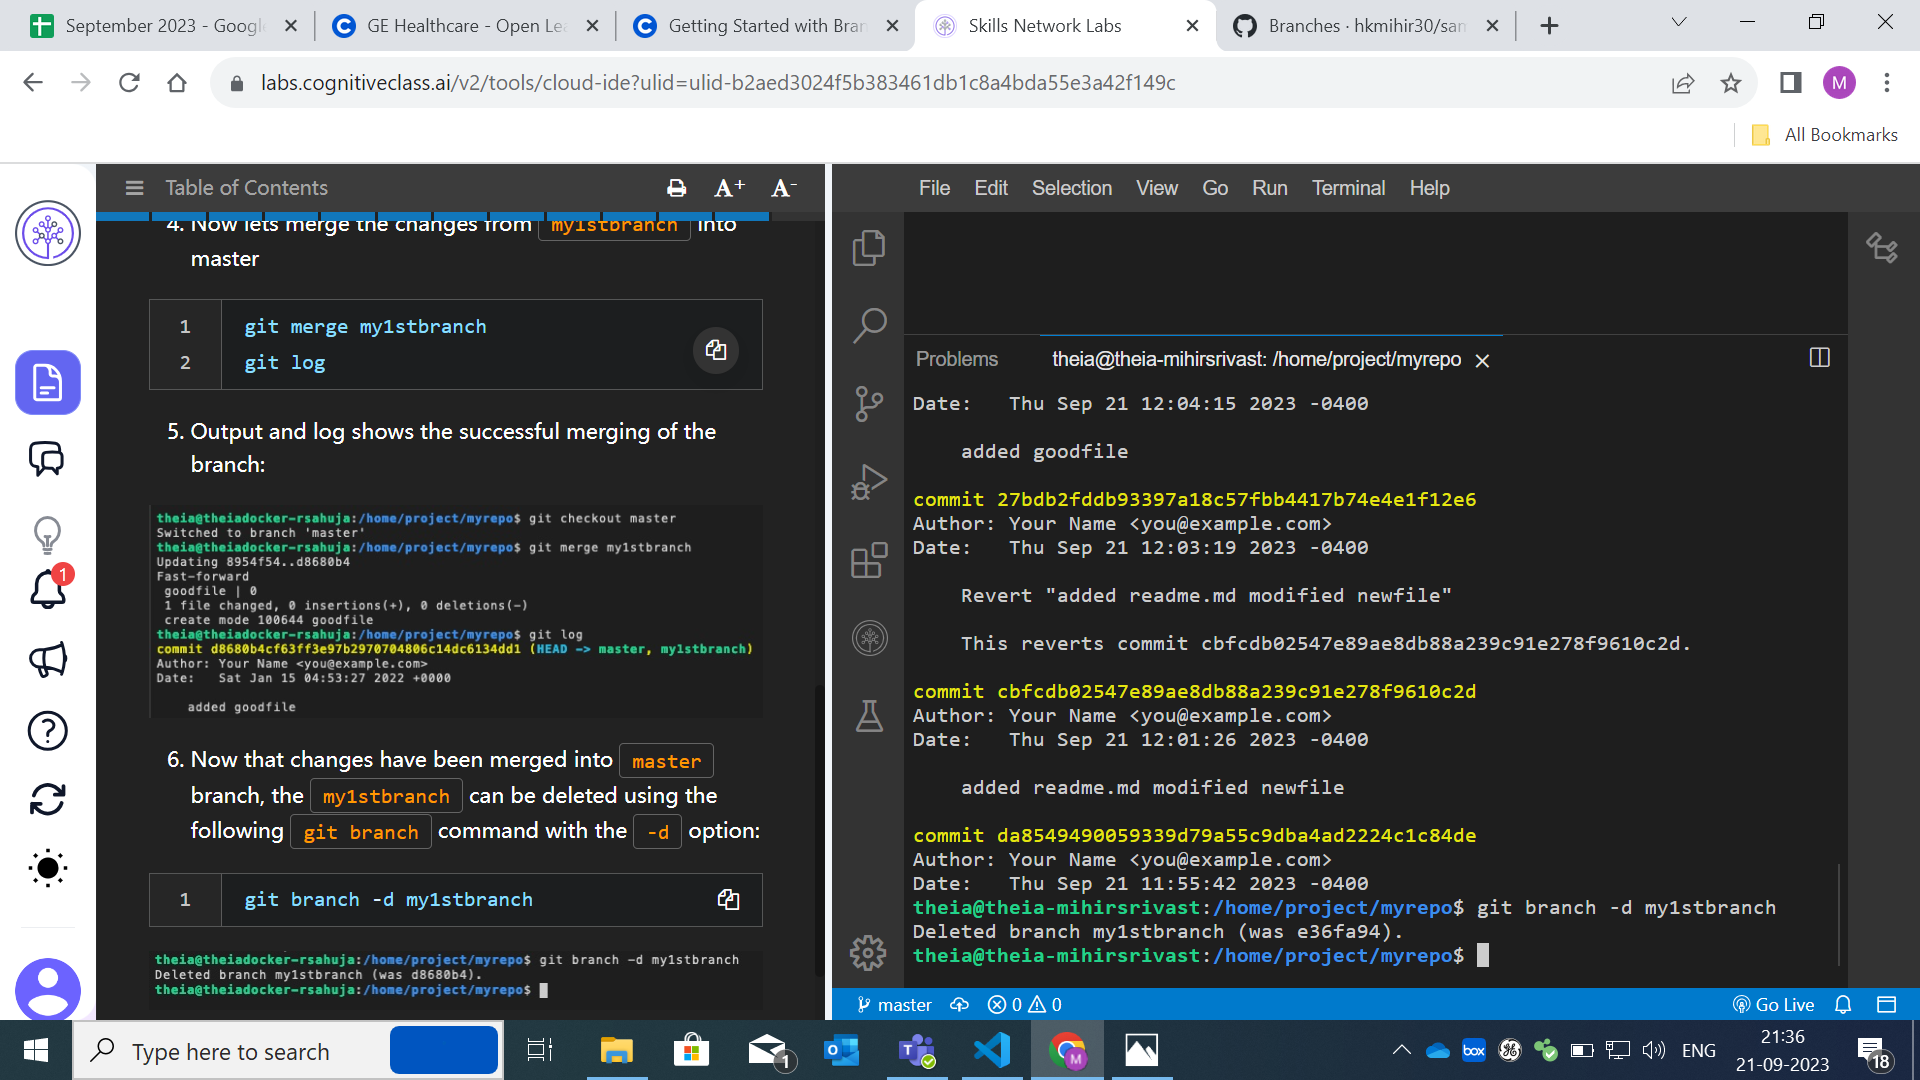 September 2023 - Google
GE Healthcare - Open Lea
Getting Started with Bran
Skills Network Labs
Branches · hkmihir30/sam
labs.cognitiveclass.ai/v2/tools/cloud-ide?ulid=ulid-b2aed3024f5b383461db1c8a4bda55e3a42f149c
M
All Bookmarks
Table of Contents
A+ A-
File Edit Selection View Go Run Terminal Help
4. Now lets merge the changes from my1stbranch into
master
1 git merge my1stbranch
2 git log
5. Output and log shows the successful merging of the
branch:
theia@theiadocker-rsahuja:/home/project/myrepo$ git checkout master
Switched to branch 'master'
theia@theiadocker-rsahuja:/home/project/myrepo$ git merge my1stbranch
Updating 8954f54..d8680b4
Fast-forward
goodfile | 0
1 file changed, 0 insertions(+), 0 deletions(-)
create mode 100644 goodfile
theia@theiadocker-rsahuja:/home/project/myrepo$ git log
commit d8680b4cf63ff3e97b2970704806c14dc6134dd1 (HEAD -> master, my1stbranch)
Author: Your Name <you@example.com>
Date: Sat Jan 15 04:53:27 2022 +0000
added goodfile
6. Now that changes have been merged into master
branch, the my1stbranch can be deleted using the
following git branch command with the -d option:
1 git branch -d my1stbranch
theia@theiadocker-rsahuja:/home/project/myrepo$ git branch -d my1stbranch
Deleted branch my1stbranch (was d8680b4).
theia@theiadocker-rsahuja:/home/project/myrepo$
1
Problems
theia@theia-mihirsrivast: /home/project/myrepo
Date: Thu Sep 21 12:04:15 2023 -0400
added goodfile
commit 27bdb2fddb93397a18c57fbb4417b74e4e1f12e6
Author: Your Name <you@example.com>
Date: Thu Sep 21 12:03:19 2023 -0400
Revert "added readme.md modified newfile"
This reverts commit cbfcdb02547e89ae8db88a239c91e278f9610c2d.
commit cbfcdb02547e89ae8db88a239c91e278f9610c2d
Author: Your Name <you@example.com>
Date: Thu Sep 21 12:01:26 2023 -0400
added readme.md modified newfile
commit da8549490059339d79a55c9dba4ad2224c1c84de
Author: Your Name <you@example.com>
Date: Thu Sep 21 11:55:42 2023 -0400
theia@theia-mihirsrivast:/home/project/myrepo$ git branch -d my1stbranch
Deleted branch my1stbranch (was e36fa94).
theia@theia-mihirsrivast:/home/project/myrepo$
master 0 0
Go Live
Type here to search
1
M
box
ENG
21:36
21-09-2023
18